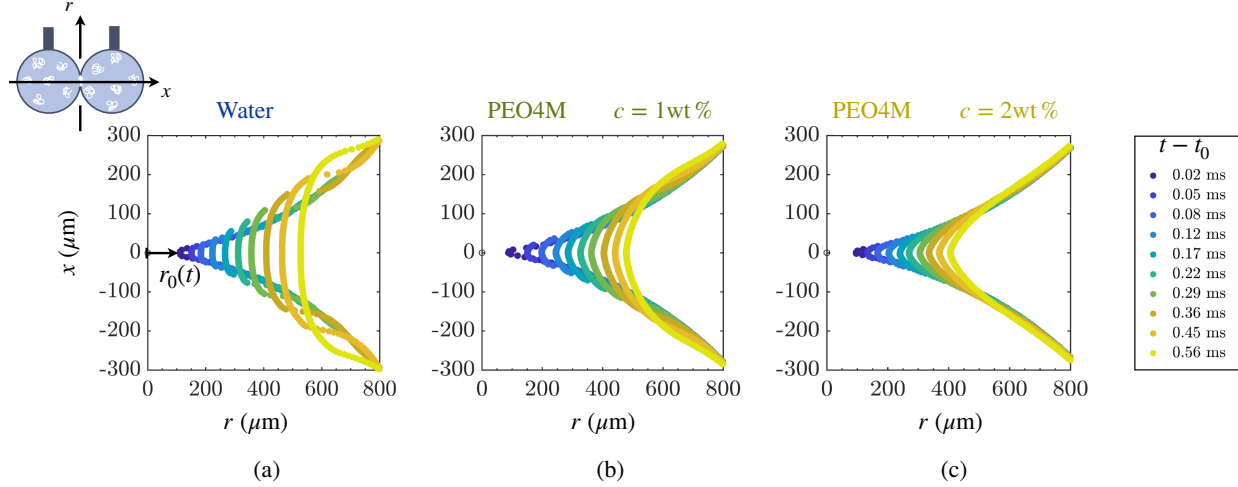 r
x
Water
PEO4M c = 1wt %
PEO4M c = 2wt %
300
200
100
0
-100
-200
-300
x (μm)
r₀(t)
0 200 400 600 800
r (μm)
(a)
300
200
100
0
-100
-200
-300
0 200 400 600 800
r (μm)
(b)
300
200
100
0
-100
-200
-300
0 200 400 600 800
r (μm)
(c)
t − t₀
0.02 ms
0.05 ms
0.08 ms
0.12 ms
0.17 ms
0.22 ms
0.29 ms
0.36 ms
0.45 ms
0.56 ms